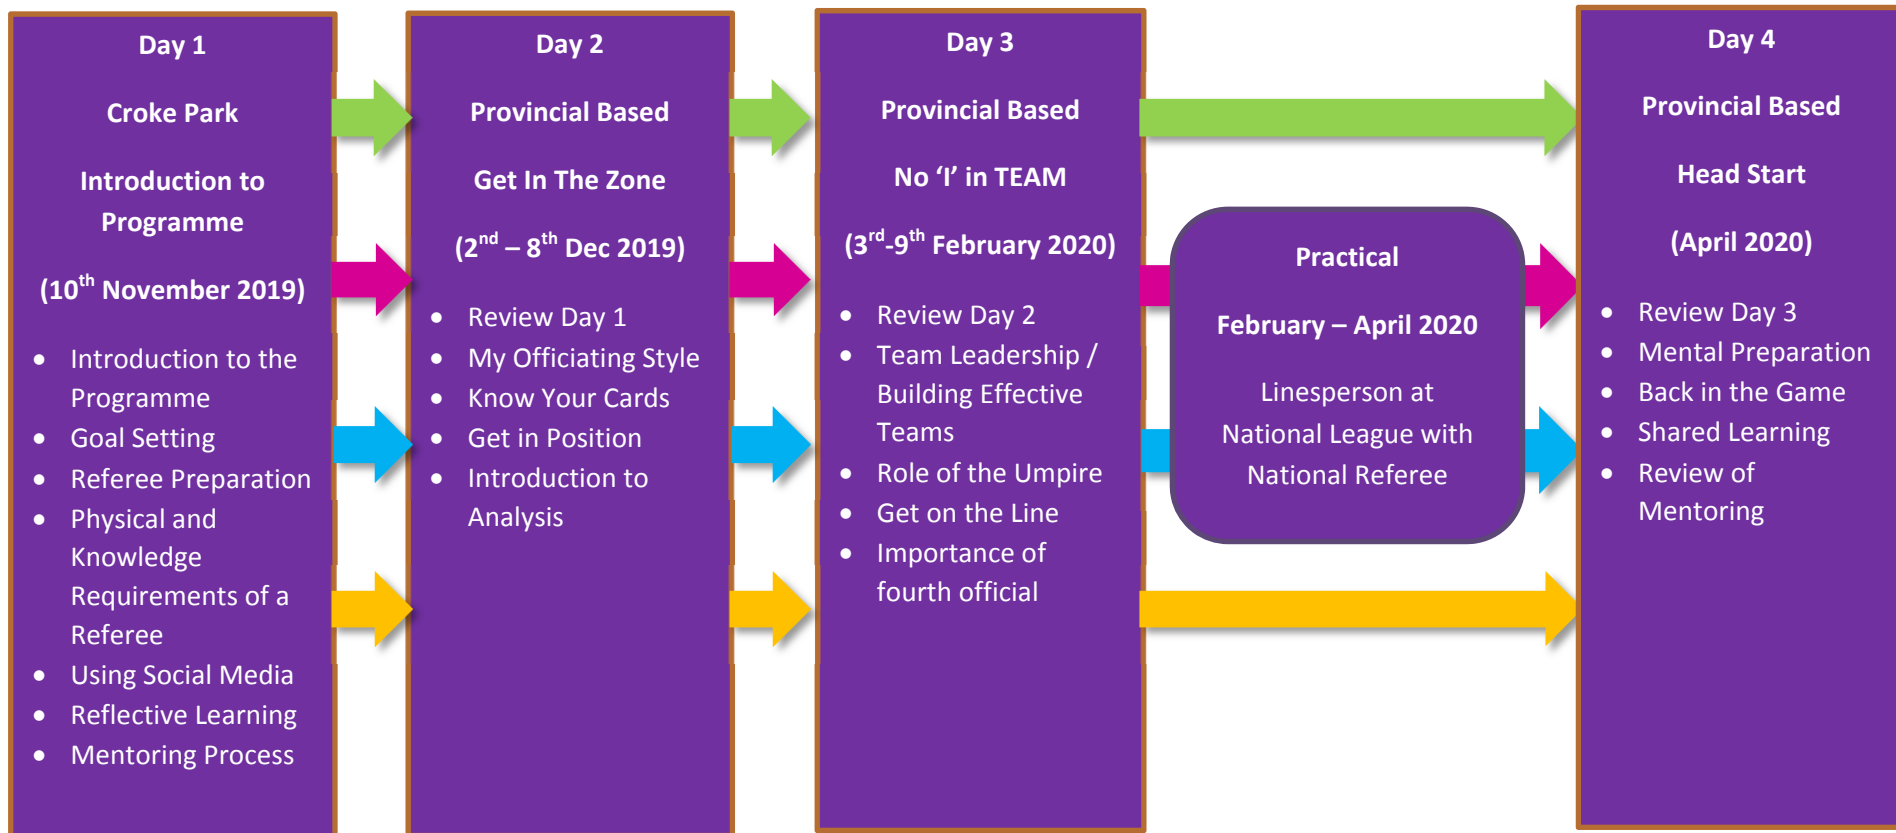 Day 1
Croke Park
Introduction to
Programme
(10th November 2019)
• Introduction to the
Programme
• Goal Setting
• Referee Preparation
• Physical and
Knowledge
Requirements of a
Referee
• Using Social Media
• Reflective Learning
• Mentoring Process
Day 2
Provincial Based
Get In The Zone
(2nd – 8th Dec 2019)
• Review Day 1
• My Officiating Style
• Know Your Cards
• Get in Position
• Introduction to
Analysis
Day 3
Provincial Based
No ‘I’ in TEAM
(3rd-9th February 2020)
• Review Day 2
• Team Leadership /
Building Effective
Teams
• Role of the Umpire
• Get on the Line
• Importance of
fourth official
Practical
February – April 2020
Linesperson at
National League with
National Referee
Day 4
Provincial Based
Head Start
(April 2020)
• Review Day 3
• Mental Preparation
• Back in the Game
• Shared Learning
• Review of
Mentoring